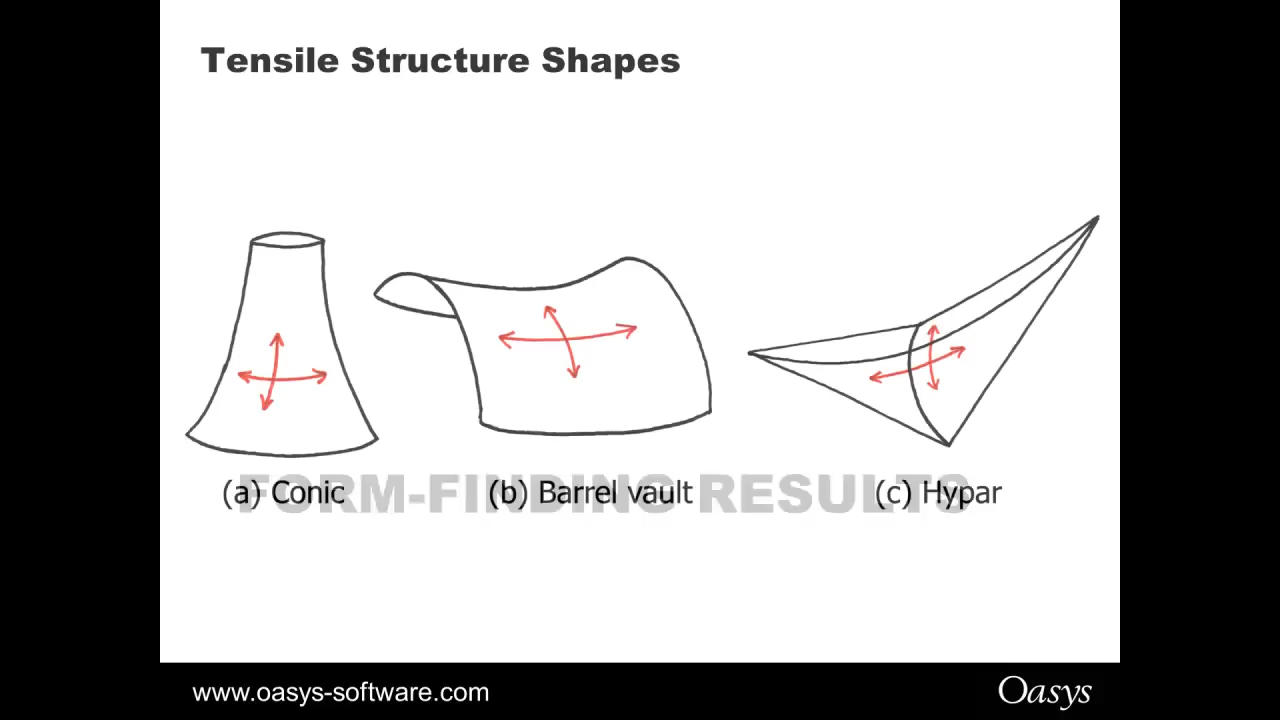 Tensile Structure Shapes
FORM-FINDING RESULTS
(a) Conic (b) Barrel vault (c) Hypar
www.oasys-software.com Oasys